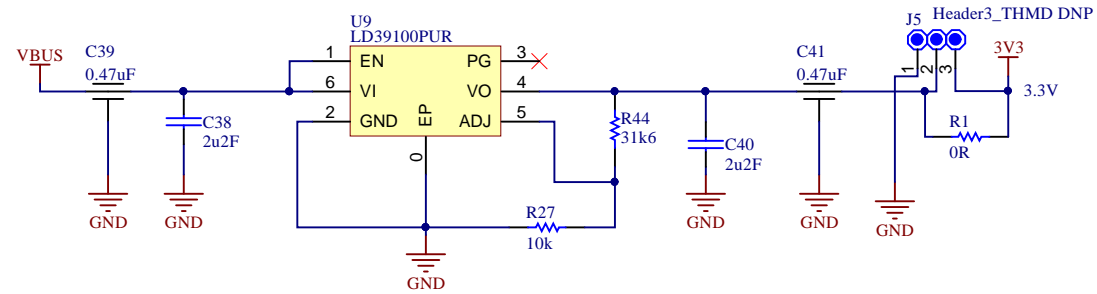 U9
LD39100PUR
J5
Header3_THMD DNP
VBUS
C39
0.47uF
1
EN
PG
3
C41
0.47uF
1
2
3
3V3
6
VI
VO
4
3.3V
2
GND
EP
ADJ
5
C38
2u2F
R44
31k6
C40
2u2F
R1
0R
0
GND
GND
R27
10k
GND
GND
GND
GND